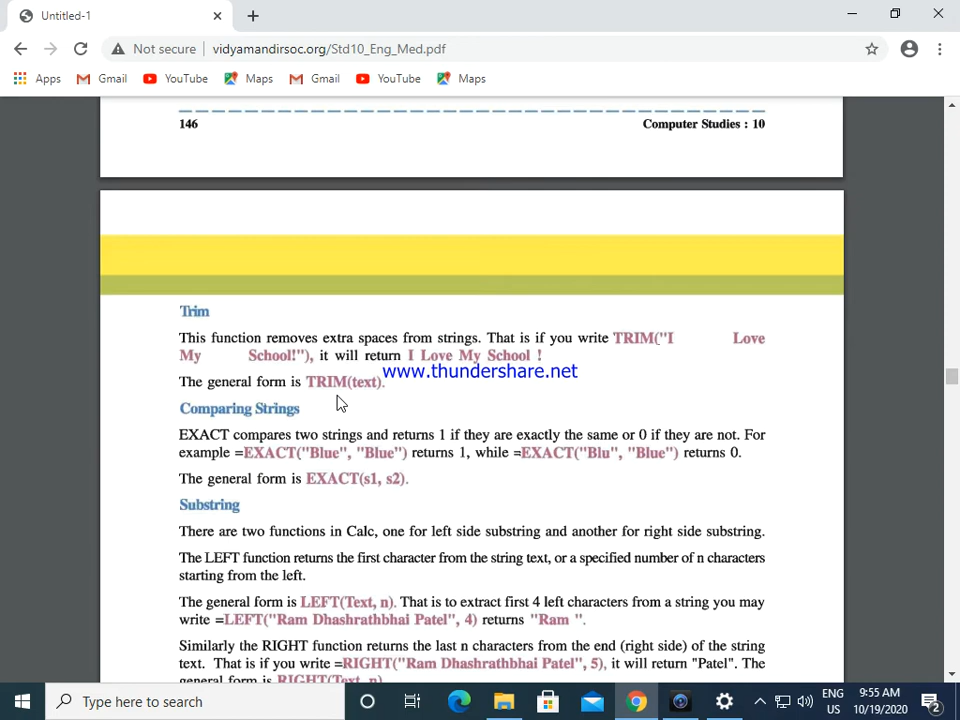 Untitled-1
Not secure vidyamandirsoc.org/Std10_Eng_Med.pdf
Apps Gmail YouTube Maps Gmail YouTube Maps
146 Computer Studies : 10
Trim
This function removes extra spaces from strings. That is if you write TRIM("I Love
My School!"), it will return I Love My School !
www.thundershare.net
The general form is TRIM(text).
Comparing Strings
EXACT compares two strings and returns 1 if they are exactly the same or 0 if they are not. For
example =EXACT("Blue", "Blue") returns 1, while =EXACT("Blu", "Blue") returns 0.
The general form is EXACT(s1, s2).
Substring
There are two functions in Calc, one for left side substring and another for right side substring.
The LEFT function returns the first character from the string text, or a specified number of n characters
starting from the left.
The general form is LEFT(Text, n). That is to extract first 4 left characters from a string you may
write =LEFT("Ram Dhashrathbhai Patel", 4) returns "Ram ".
Similarly the RIGHT function returns the last n characters from the end (right side) of the string
text. That is if you write =RIGHT("Ram Dhashrathbhai Patel", 5), it will return "Patel". The
general form is RIGHT(Text, n)
Type here to search
ENG
US
9:55 AM
10/19/2020
2